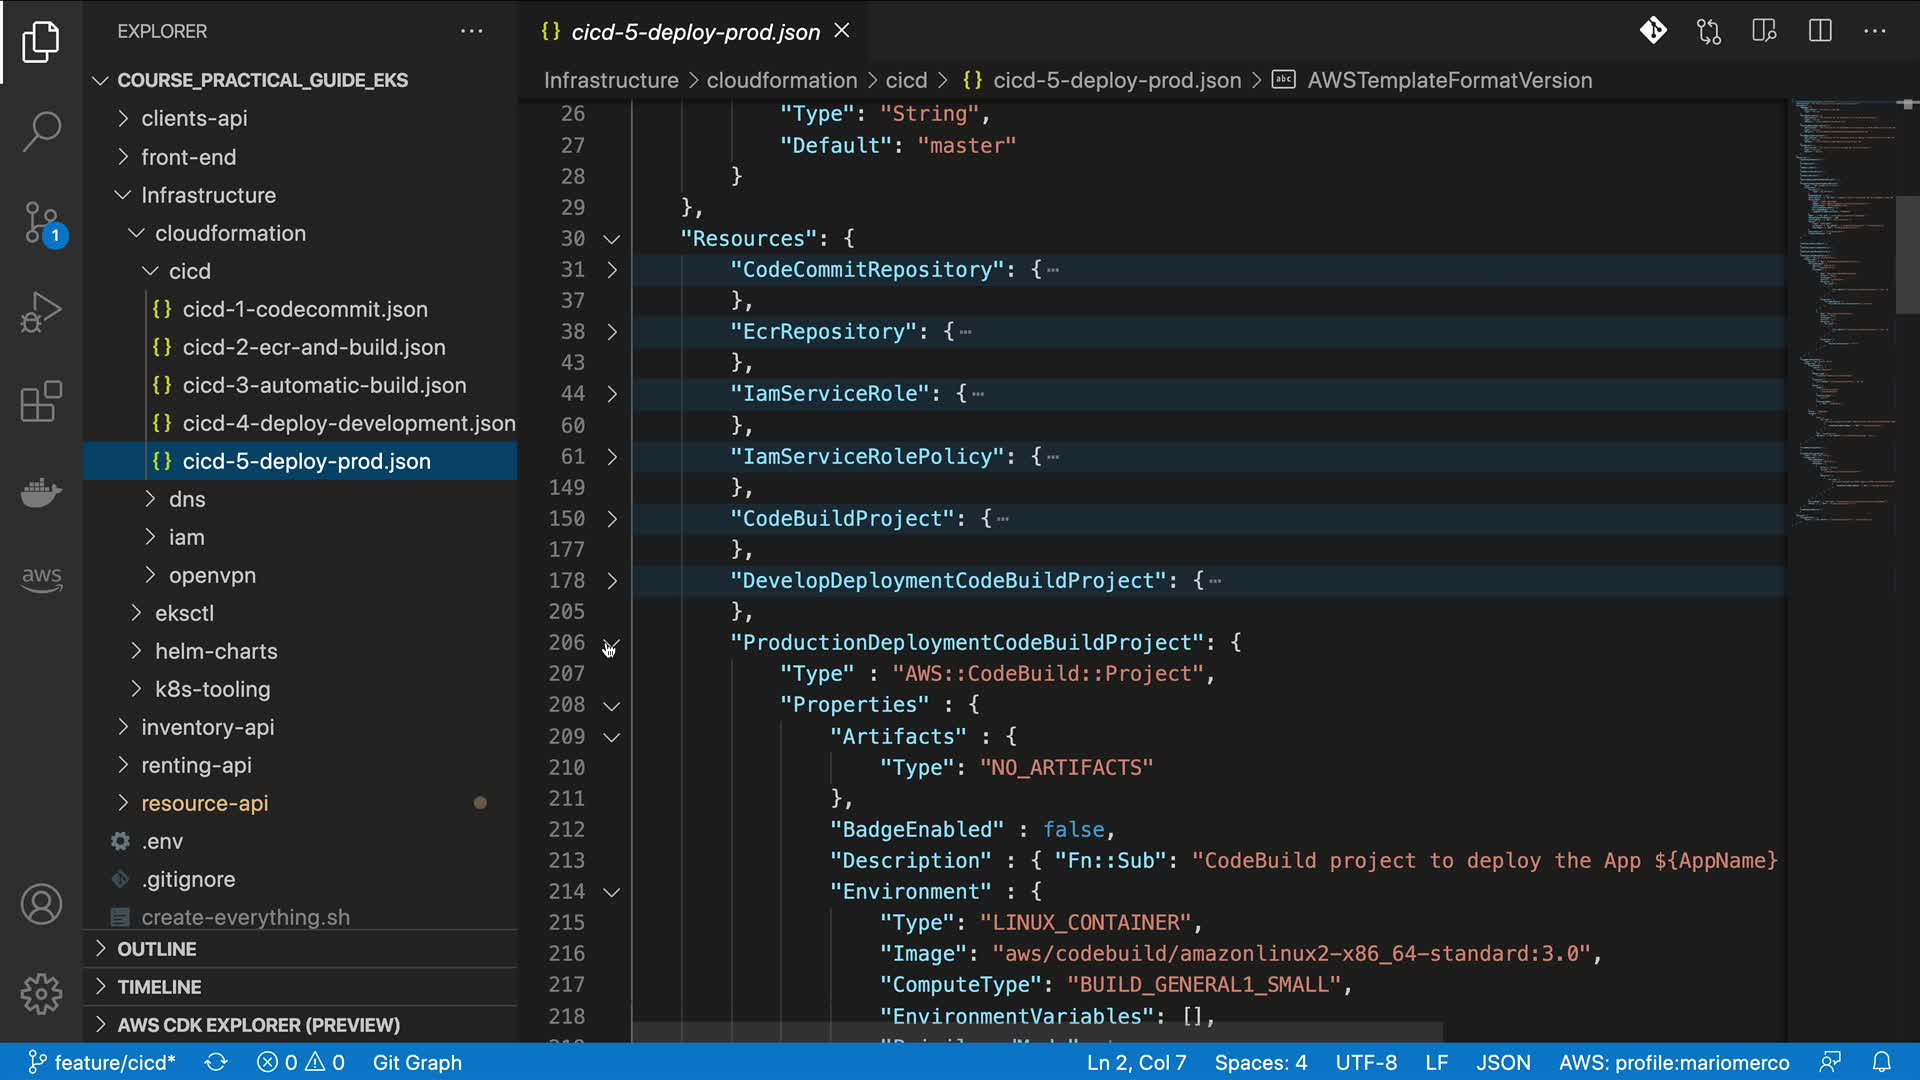 EXPLORER
COURSE_PRACTICAL_GUIDE_EKS
clients-api
front-end
Infrastructure
cloudformation
cicd
{} cicd-1-codecommit.json
{} cicd-2-ecr-and-build.json
{} cicd-3-automatic-build.json
{} cicd-4-deploy-development.json
{} cicd-5-deploy-prod.json
dns
iam
openvpn
eksctl
helm-charts
k8s-tooling
inventory-api
renting-api
resource-api
.env
.gitignore
create-everything.sh
OUTLINE
TIMELINE
AWS CDK EXPLORER (PREVIEW)
1
aws
{} cicd-5-deploy-prod.json
Infrastructure > cloudformation > cicd > {} cicd-5-deploy-prod.json > abc AWSTemplateFormatVersion
26 "Type": "String",
27 "Default": "master"
28 }
29 },
30 "Resources": {
31 "CodeCommitRepository": {…
37 },
38 "EcrRepository": {…
43 },
44 "IamServiceRole": {…
60 },
61 "IamServiceRolePolicy": {…
149 },
150 "CodeBuildProject": {…
177 },
178 "DevelopDeploymentCodeBuildProject": {…
205 },
206 "ProductionDeploymentCodeBuildProject": {
207 "Type" : "AWS::CodeBuild::Project",
208 "Properties" : {
209 "Artifacts" : {
210 "Type": "NO_ARTIFACTS"
211 },
212 "BadgeEnabled" : false,
213 "Description" : { "Fn::Sub": "CodeBuild project to deploy the App ${AppName}
214 "Environment" : {
215 "Type": "LINUX_CONTAINER",
216 "Image": "aws/codebuild/amazonlinux2-x86_64-standard:3.0",
217 "ComputeType": "BUILD_GENERAL1_SMALL",
218 "EnvironmentVariables": [],
feature/cicd* 0 0 Git Graph Ln 2, Col 7 Spaces: 4 UTF-8 LF JSON AWS: profile:mariomerco